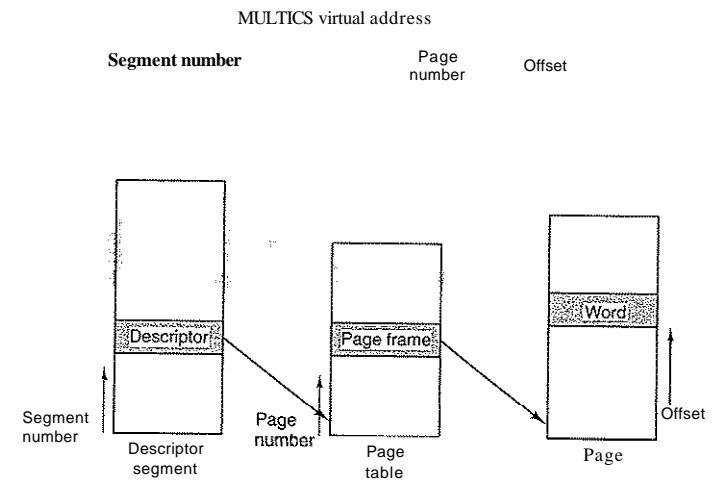 MULTICS virtual address
Segment number
Page
number
Offset
Descriptor
Page frame
Word
Segment
number
Page
number
Offset
Descriptor
segment
Page
table
Page